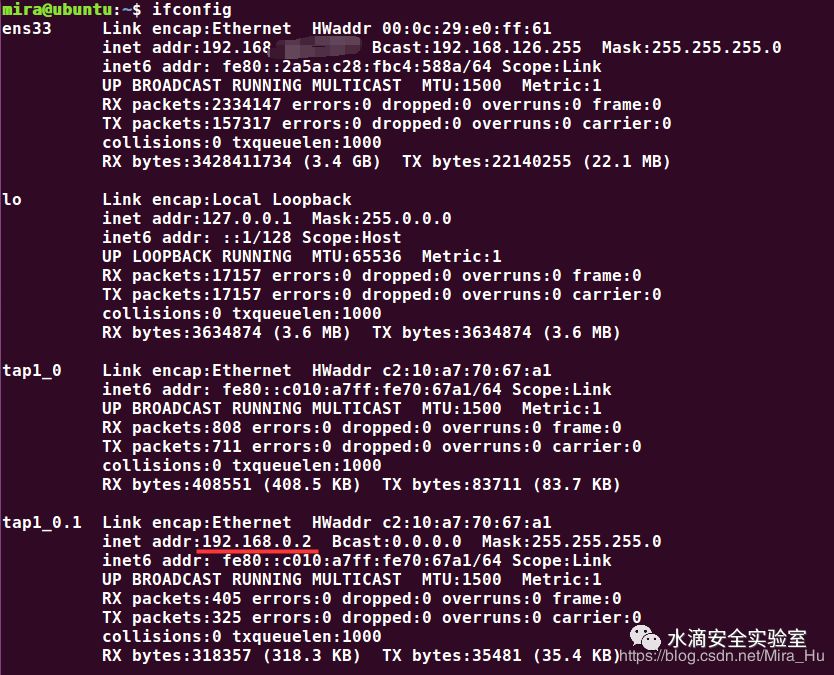 mira@ubuntu:~$ ifconfig
ens33 Link encap:Ethernet HWaddr 00:0c:29:e0:ff:61
inet addr:192.168 Bcast:192.168.126.255 Mask:255.255.255.0
inet6 addr: fe80::2a5a:c28:fbc4:588a/64 Scope:Link
UP BROADCAST RUNNING MULTICAST MTU:1500 Metric:1
RX packets:2334147 errors:0 dropped:0 overruns:0 frame:0
TX packets:157317 errors:0 dropped:0 overruns:0 carrier:0
collisions:0 txqueuelen:1000
RX bytes:3428411734 (3.4 GB) TX bytes:22140255 (22.1 MB)
lo Link encap:Local Loopback
inet addr:127.0.0.1 Mask:255.0.0.0
inet6 addr: ::1/128 Scope:Host
UP LOOPBACK RUNNING MTU:65536 Metric:1
RX packets:17157 errors:0 dropped:0 overruns:0 frame:0
TX packets:17157 errors:0 dropped:0 overruns:0 carrier:0
collisions:0 txqueuelen:1000
RX bytes:3634874 (3.6 MB) TX bytes:3634874 (3.6 MB)
tap1_0 Link encap:Ethernet HWaddr c2:10:a7:70:67:a1
inet6 addr: fe80::c010:a7ff:fe70:67a1/64 Scope:Link
UP BROADCAST RUNNING MULTICAST MTU:1500 Metric:1
RX packets:808 errors:0 dropped:0 overruns:0 frame:0
TX packets:711 errors:0 dropped:0 overruns:0 carrier:0
collisions:0 txqueuelen:1000
RX bytes:408551 (408.5 KB) TX bytes:83711 (83.7 KB)
tap1_0.1 Link encap:Ethernet HWaddr c2:10:a7:70:67:a1
inet addr:192.168.0.2 Bcast:0.0.0.0 Mask:255.255.255.0
inet6 addr: fe80::c010:a7ff:fe70:67a1/64 Scope:Link
UP BROADCAST RUNNING MULTICAST MTU:1500 Metric:1
RX packets:405 errors:0 dropped:0 overruns:0 frame:0
TX packets:325 errors:0 dropped:0 overruns:0 carrier:0
collisions:0 txqueuelen:1000
RX bytes:318357 (318.3 KB) TX bytes:35481 (35.4 KB)
水滴安全实验室
https://blog.csdn.net/Mira_Hu